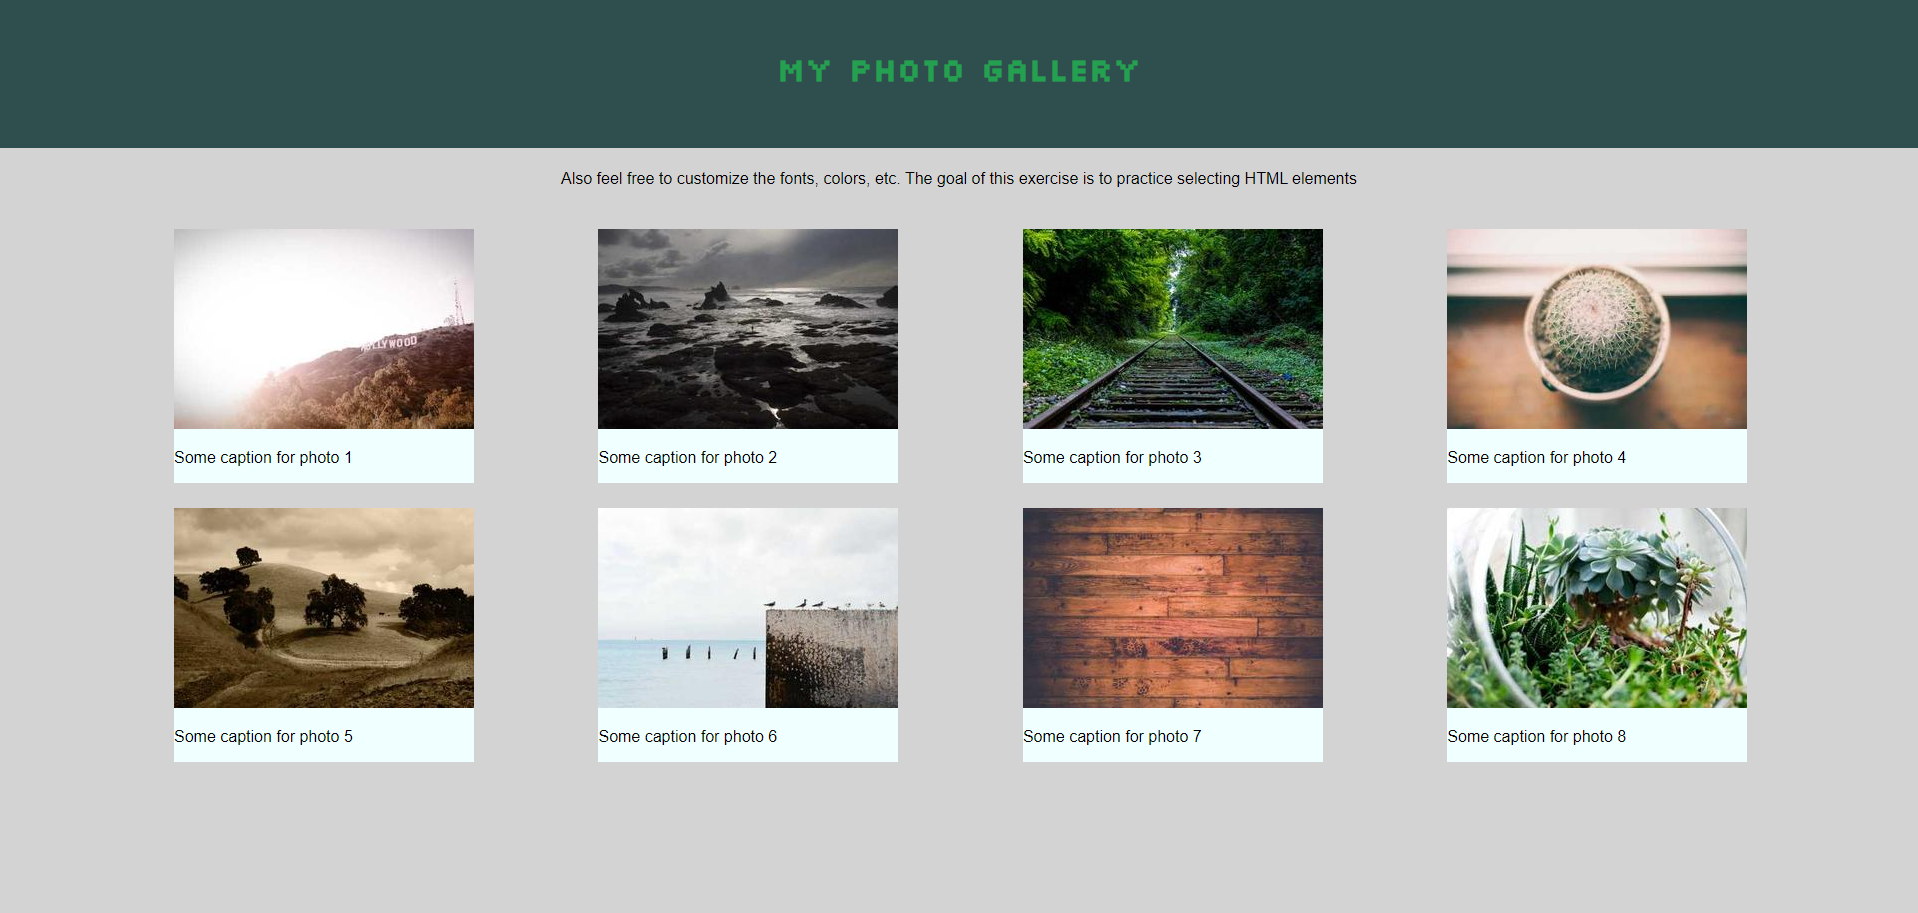 MY PHOTO GALLERY
Also feel free to customize the fonts, colors, etc. The goal of this exercise is to practice selecting HTML elements
HOLLYWOOD
Some caption for photo 1
Some caption for photo 2
Some caption for photo 3
Some caption for photo 4
Some caption for photo 5
Some caption for photo 6
Some caption for photo 7
Some caption for photo 8